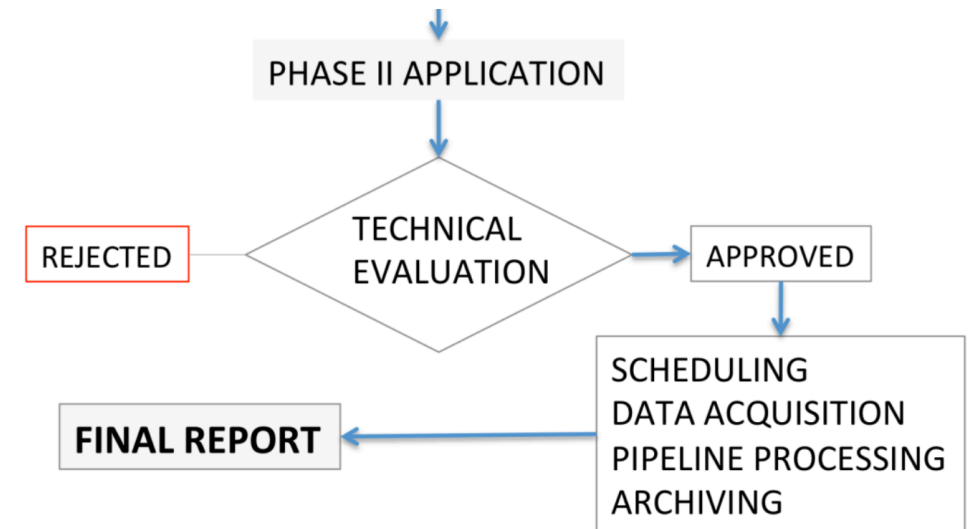 PHASE II APPLICATION
TECHNICAL
EVALUATION
REJECTED
APPROVED
SCHEDULING
DATA ACQUISITION
PIPELINE PROCESSING
ARCHIVING
FINAL REPORT